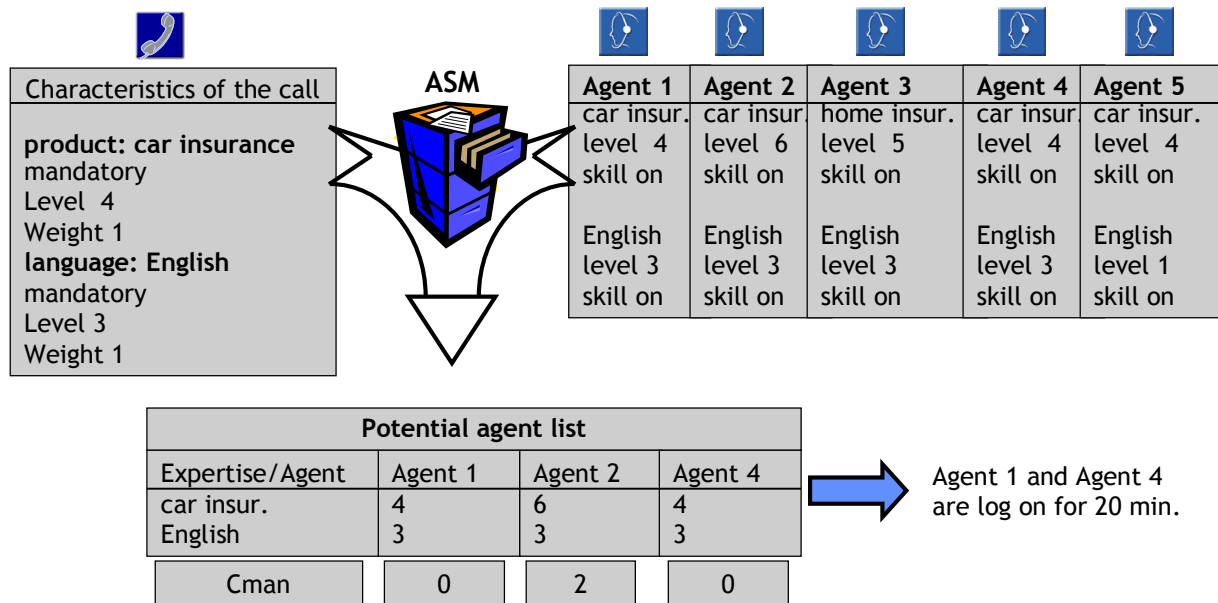 Characteristics of the call
product: car insurance
mandatory
Level 4
Weight 1
language: English
mandatory
Level 3
Weight 1
ASM
Agent 1
car insur.
level 4
skill on
English
level 3
skill on
Agent 2
car insur.
level 6
skill on
English
level 3
skill on
Agent 3
home insur.
level 5
skill on
English
level 3
skill on
Agent 4
car insur.
level 4
skill on
English
level 3
skill on
Agent 5
car insur.
level 4
skill on
English
level 1
skill on
Potential agent list
Expertise/Agent Agent 1 Agent 2 Agent 4
car insur. 4 6 4
English 3 3 3
Cman 0 2 0
Agent 1 and Agent 4
are log on for 20 min.